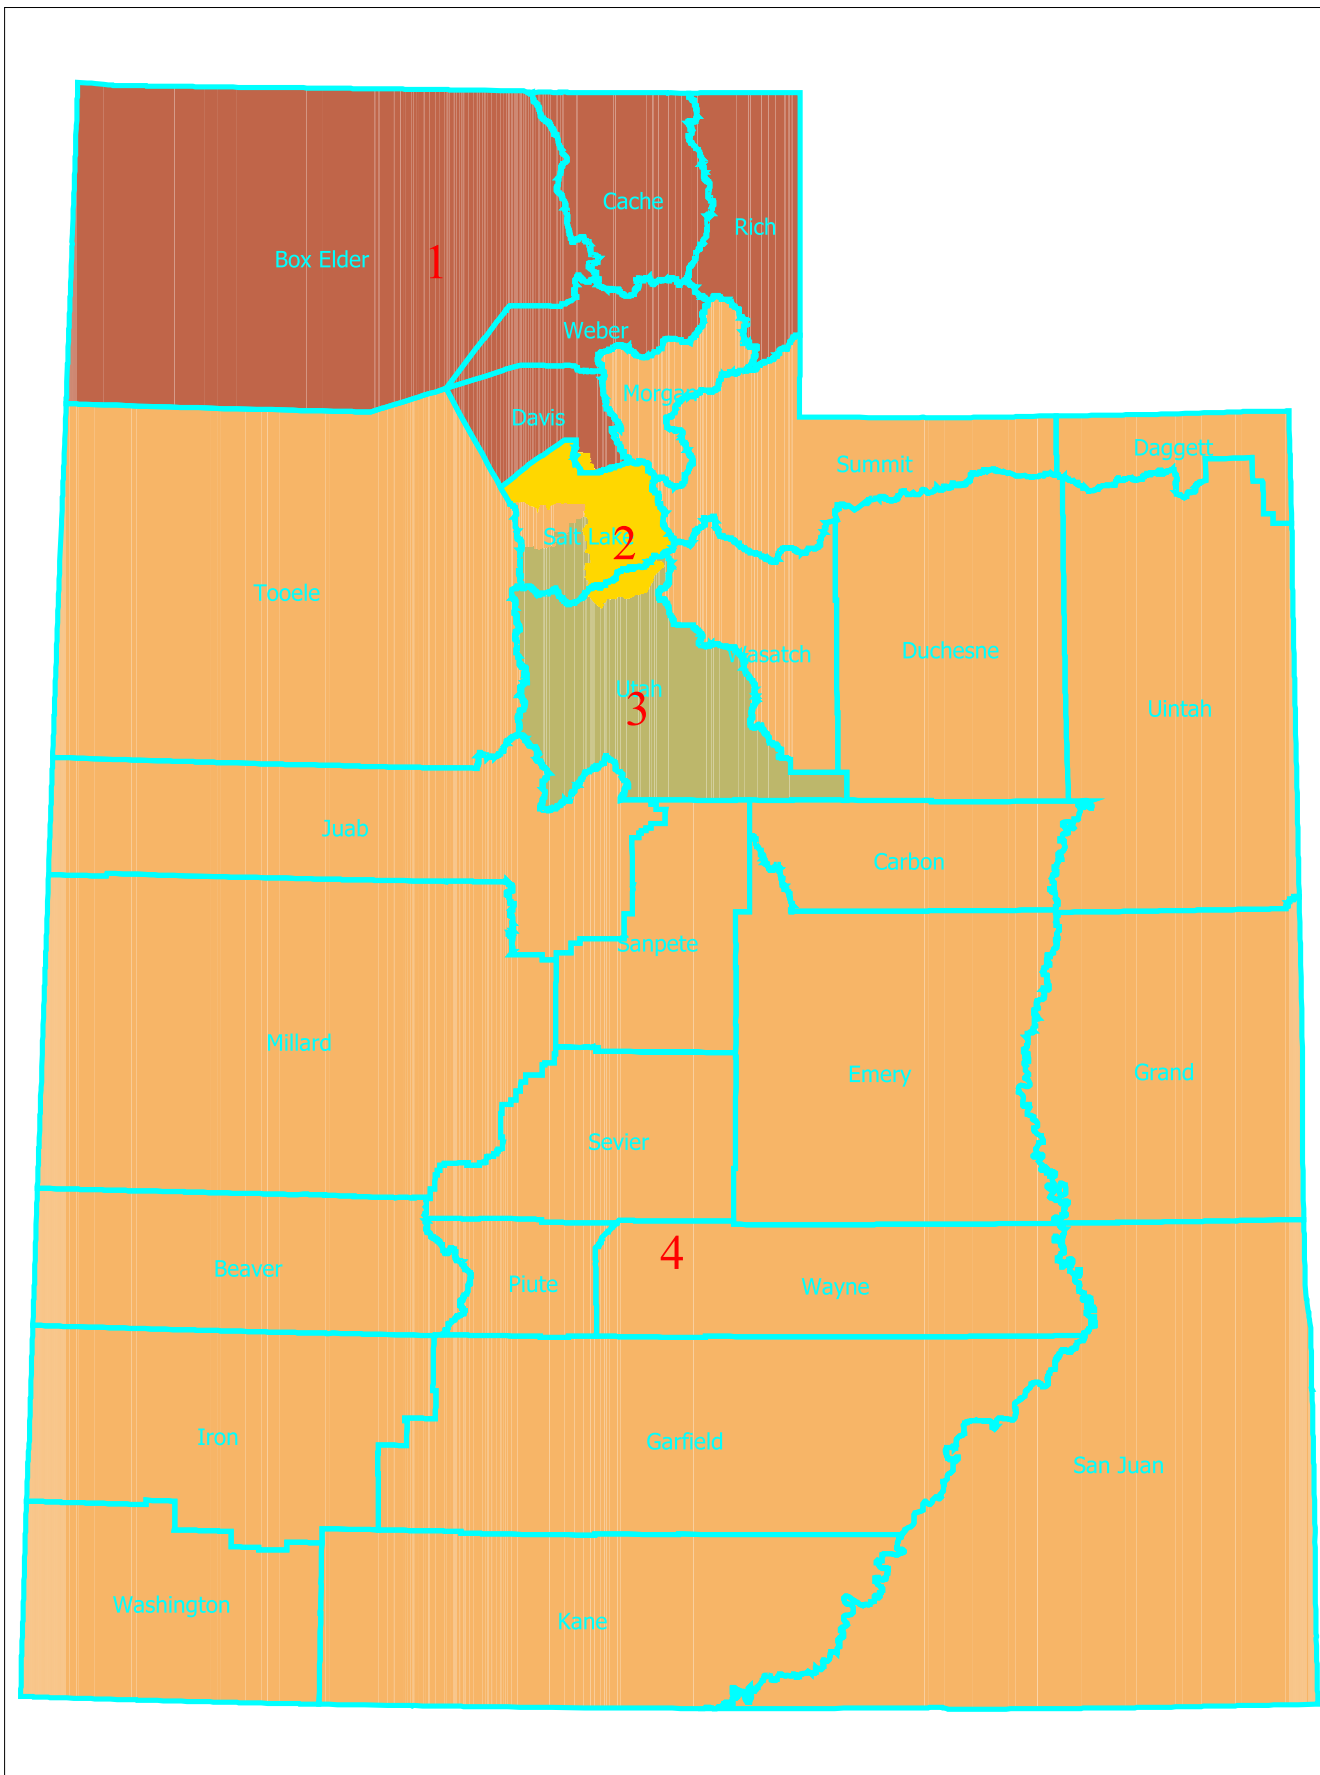 Cache
Rich
Box Elder
1
Weber
Morgan
Davis
Daggett
Summit
Salt Lake
2
Tooele
Wasatch
Duchesne
Utah
3
Uintah
Juab
Carbon
Sanpete
Millard
Emery
Grand
Sevier
4
Beaver
Piute
Wayne
Iron
Garfield
San Juan
Washington
Kane